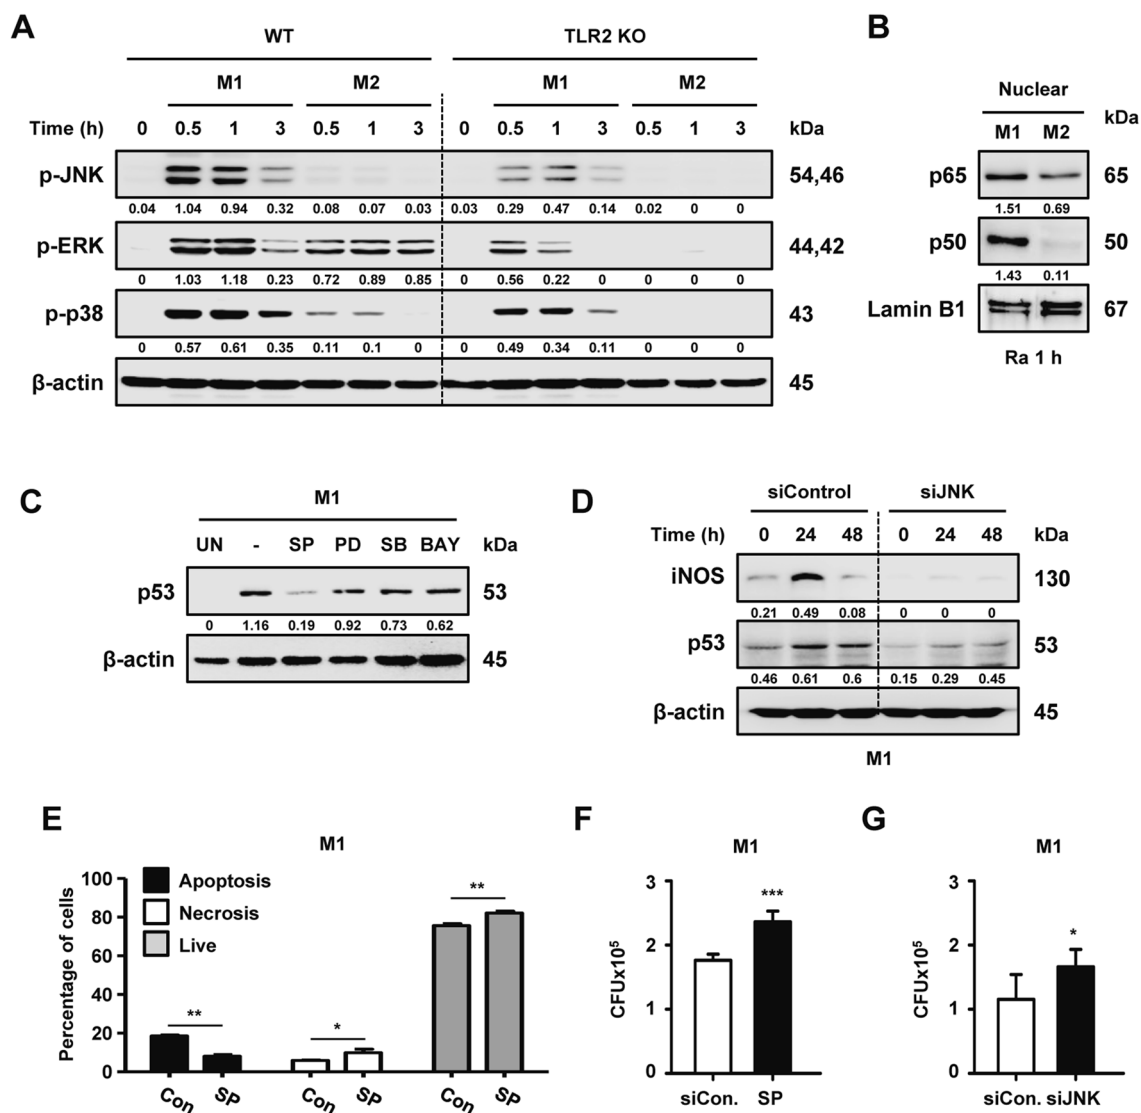 A
WT TLR2 KO
M1 M2 M1 M2
Time (h) 0 0.5 1 3 0.5 1 3 0 0.5 1 3 0.5 1 3 kDa
p-JNK 54,46
0.04 1.04 0.94 0.32 0.08 0.07 0.03 0.03 0.29 0.47 0.14 0.02 0 0
p-ERK 44,42
0 1.03 1.18 0.23 0.72 0.89 0.85 0 0.56 0.22 0 0 0 0
p-p38 43
0 0.57 0.61 0.35 0.11 0.1 0 0 0.49 0.34 0.11 0 0 0
β-actin 45
B
Nuclear
M1 M2 kDa
p65 65
1.51 0.69
p50 50
1.43 0.11
Lamin B1 67
Ra 1 h
C
M1
UN - SP PD SB BAY kDa
p53 53
0 1.16 0.19 0.92 0.73 0.62
β-actin 45
D
siControl siJNK
Time (h) 0 24 48 0 24 48 kDa
iNOS 130
0.21 0.49 0.08 0 0 0
p53 53
0.46 0.61 0.6 0.15 0.29 0.45
β-actin 45
M1
E
M1
Percentage of cells
100
80
60
40
20
0
Apoptosis
Necrosis
Live
**
*
**
Con SP Con SP Con SP
F
M1
CFUx10⁵
3
2
1
0
***
siCon. SP
G
M1
CFUx10⁵
3
2
1
0
*
siCon. siJNK